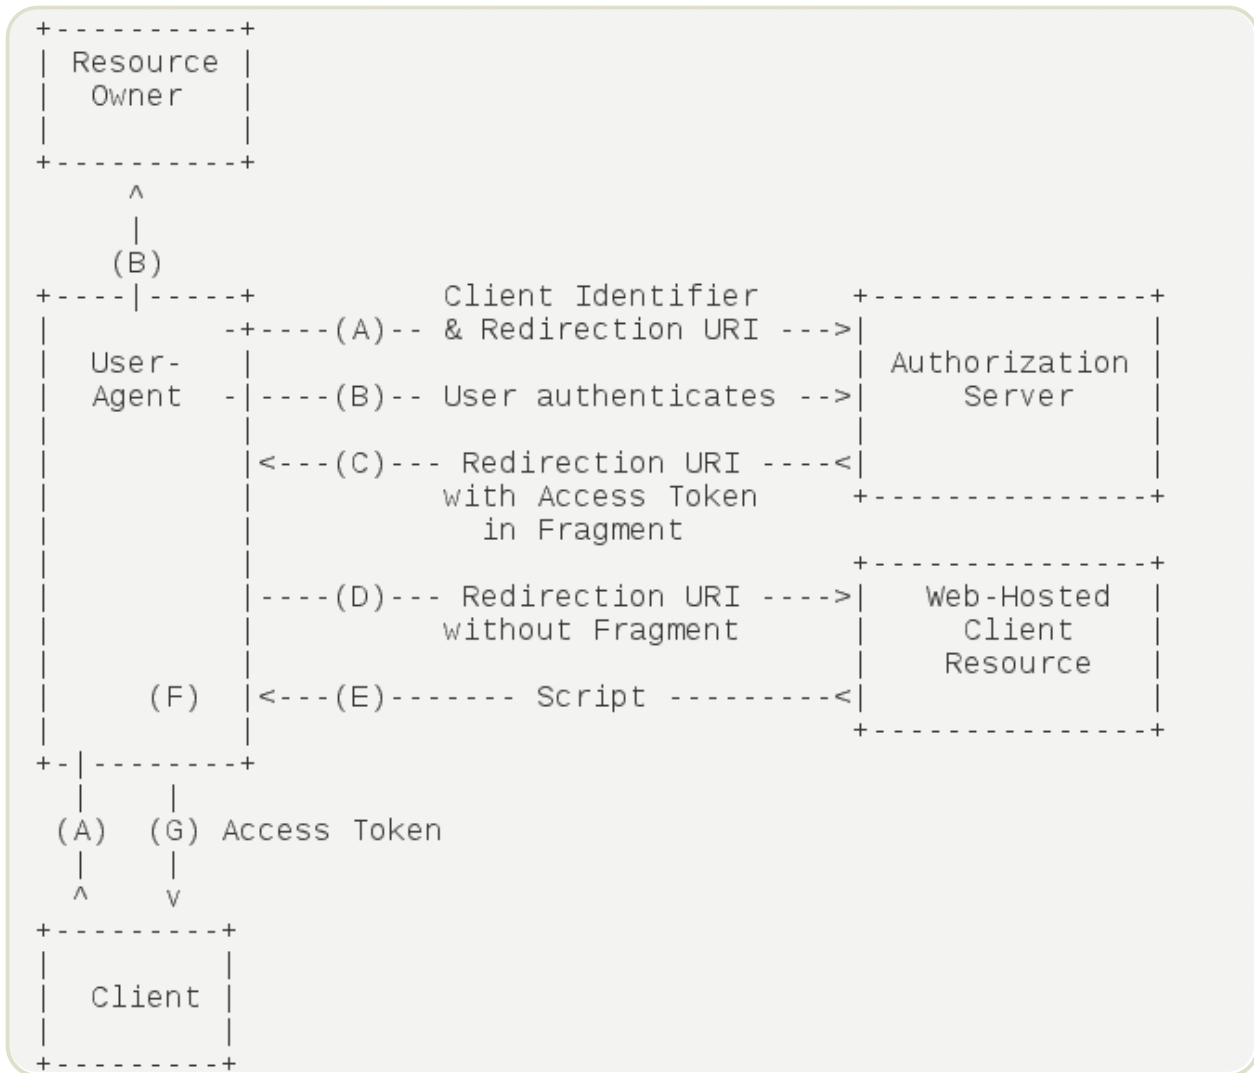 +----------+
| Resource |
|  Owner   |
|          |
+----------+
     ^
     |
    (B)
+----|-----+          Client Identifier     +---------------+
|         -+----(A)-- & Redirection URI --->|               |
|  User-   |                                | Authorization |
|  Agent  -|----(B)-- User authenticates -->|     Server    |
|          |                                |               |
|          |<---(C)--- Redirection URI ----<|               |
|          |          with Access Token     +---------------+
|          |            in Fragment
|          |                                +---------------+
|          |----(D)--- Redirection URI ---->|   Web-Hosted  |
|          |          without Fragment      |     Client    |
|          |                                |    Resource   |
|     (F)  |<---(E)------- Script ---------<|               |
|          |                                +---------------+
+-|--------+
  |    |
 (A)  (G) Access Token
  |    |
  ^    v
+---------+
|         |
|  Client |
|         |
+---------+